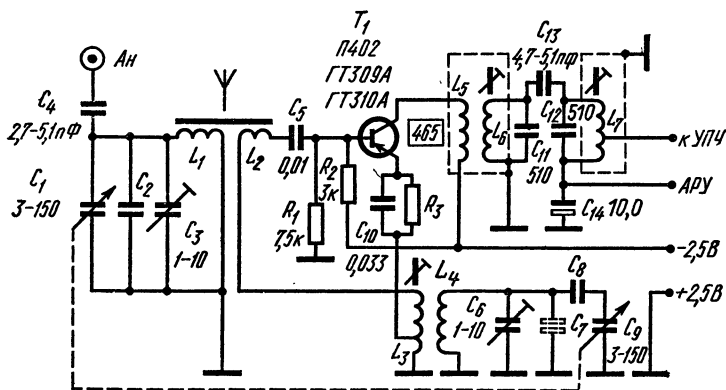 T1
П402
ГТ309А
ГТ310А
Ан
C4
2,7-5,1пФ
C1
3-150
C2
C3
1-10
L1
L2
C5
0,01
R1
7,5к
R2
3к
C10
0,033
R3
465
L5
L6
C13
4,7-5,1пФ
C11
510
C12
510
L7
к УПЧ
АРУ
C14 10,0
-2,5В
+2,5В
L3
L4
C6
1-10
C7
C8
C9
3-150